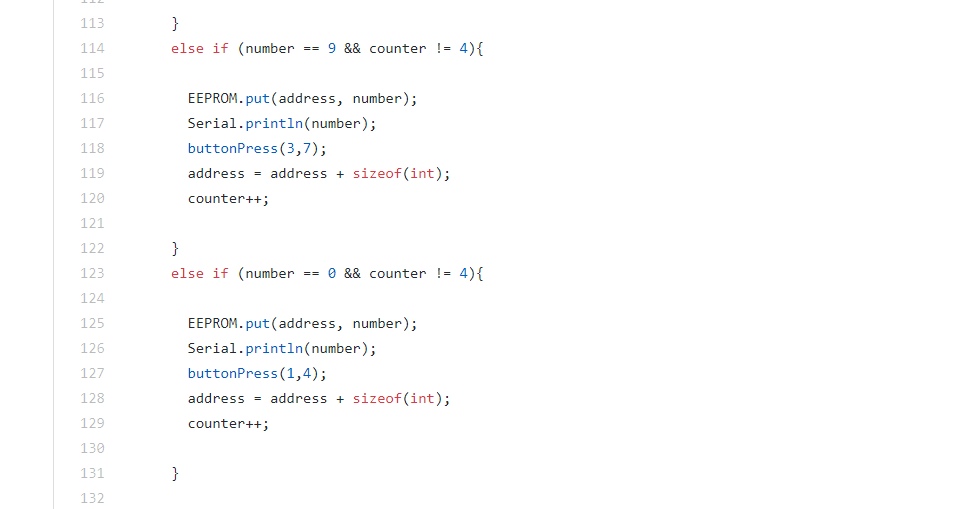 112
113 }
114 else if (number == 9 && counter != 4){
115
116 EEPROM.put(address, number);
117 Serial.println(number);
118 buttonPress(3,7);
119 address = address + sizeof(int);
120 counter++;
121
122 }
123 else if (number == 0 && counter != 4){
124
125 EEPROM.put(address, number);
126 Serial.println(number);
127 buttonPress(1,4);
128 address = address + sizeof(int);
129 counter++;
130
131 }
132